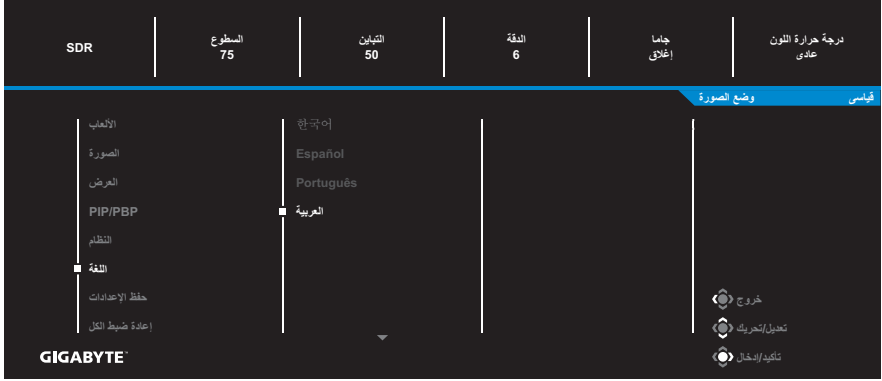 SDR
السطوع
75
التباين
50
الدقة
6
جاما
إغلاق
درجة حرارة اللون
عادى
وضع الصورة
قياسى
الألعاب
الصورة
العرض
PIP/PBP
النظام
اللغة
حفظ الإعدادات
إعادة ضبط الكل
한국어
Español
Português
العربية
خروج
تعديل/تحريك
تأكيد/إدخال
GIGABYTE